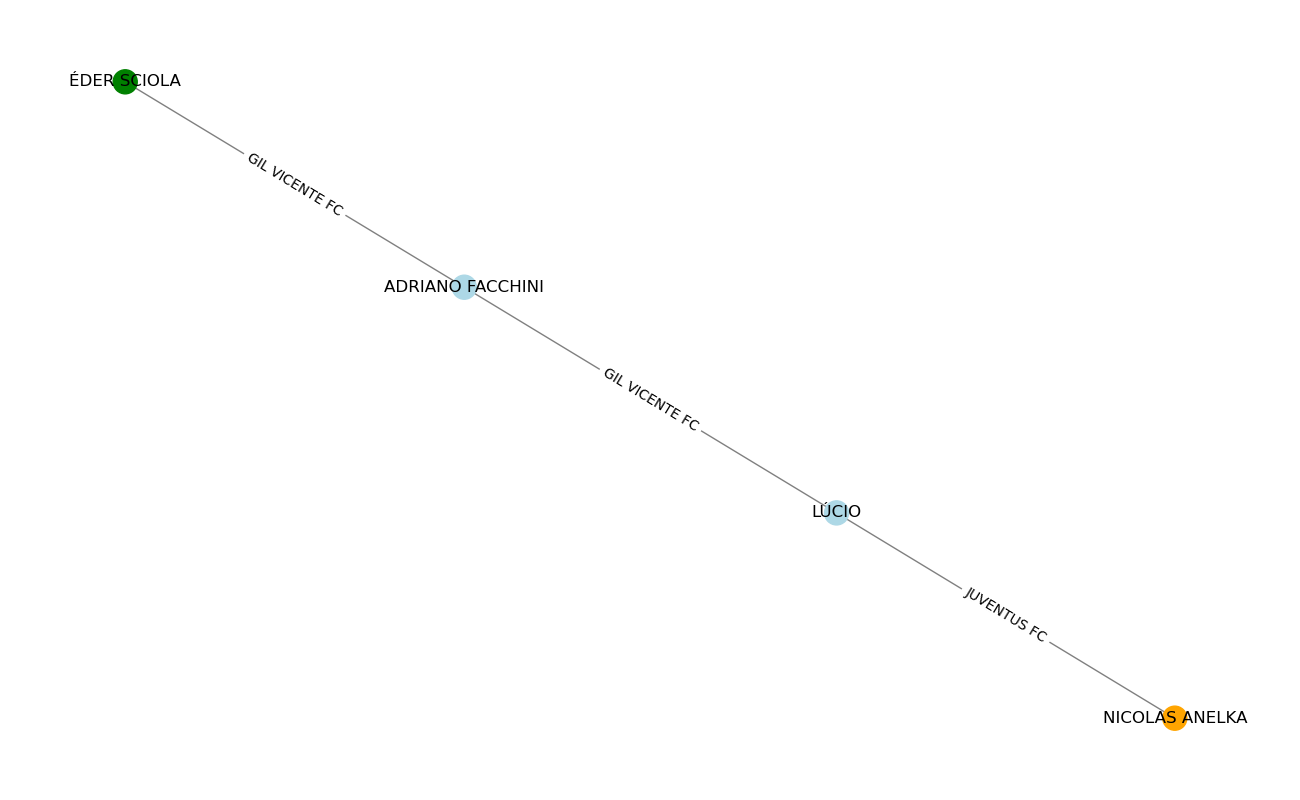 ÉDER SCIOLA
GIL VICENTE FC
ADRIANO FACCHINI
GIL VICENTE FC
LÚCIO
JUVENTUS FC
NICOLAS ANELKA